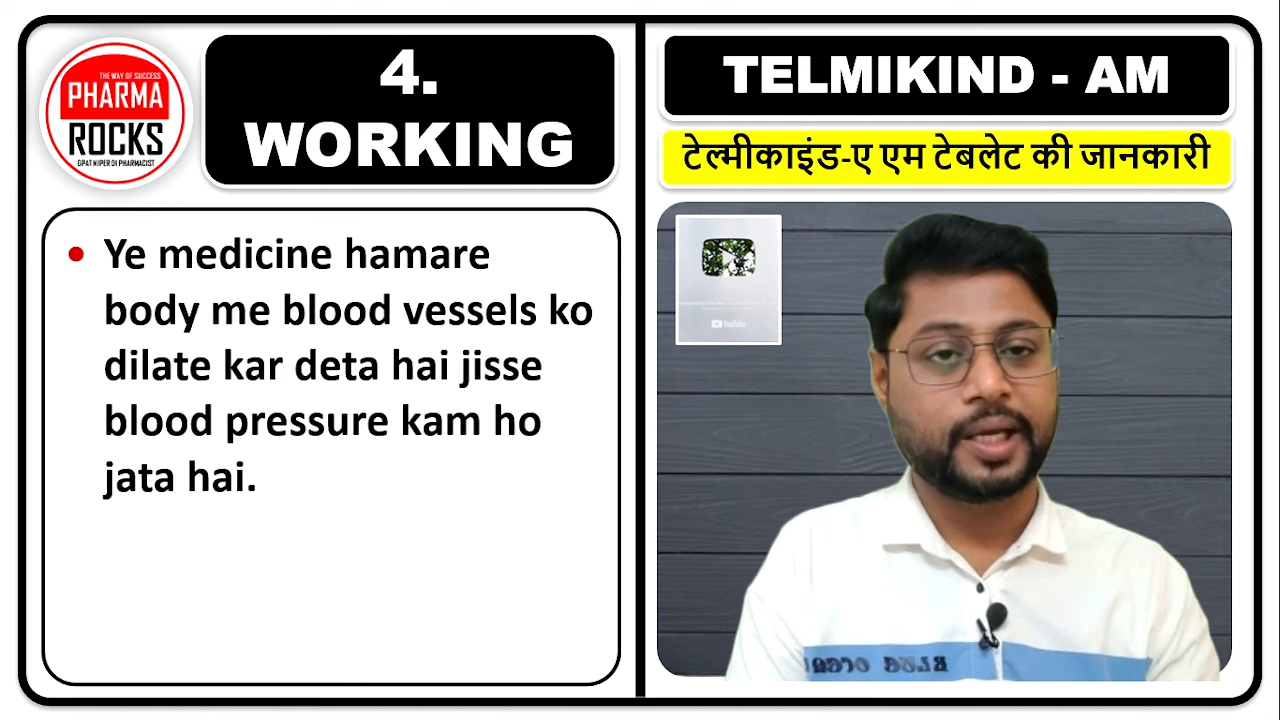 THE WAY OF SUCCESS
PHARMA
ROCKS
GPAT NIPER DI PHARMACIST
4.
WORKING
Ye medicine hamare
body me blood vessels ko
dilate kar deta hai jisse
blood pressure kam ho
jata hai.
TELMIKIND - AM
टेल्मीकाइंड-ए एम टेबलेट की जानकारी
YouTube